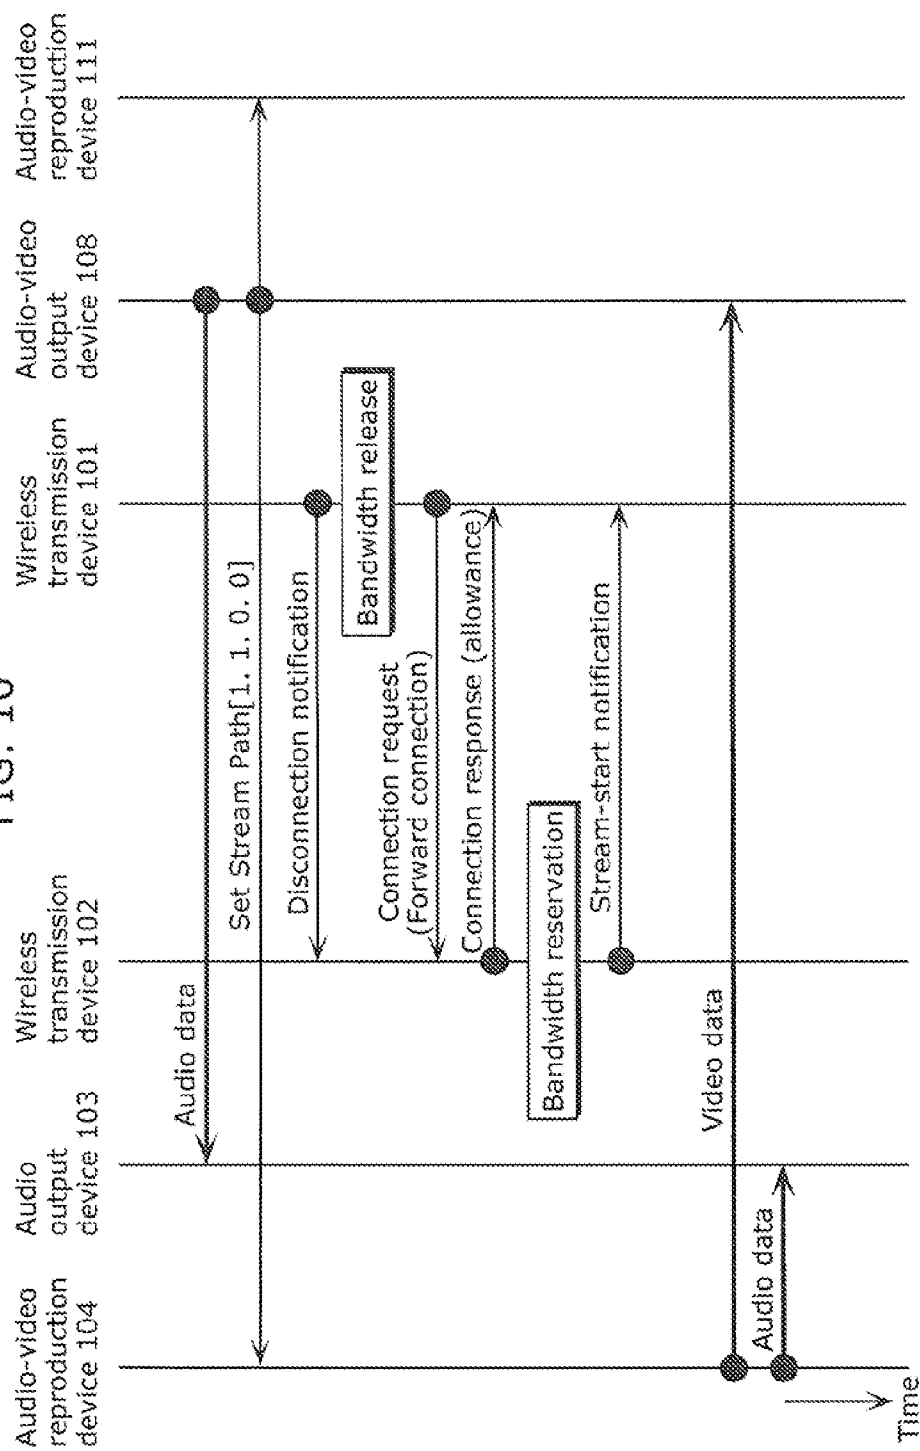 FIG. 10
Audio-video
reproduction
device 104
Audio
output
device 103
Wireless
transmission
device 102
Wireless
transmission
device 101
Audio-video
output
device 108
Audio-video
reproduction
device 111
Audio data
Set Stream Path[1. 1. 0. 0]
Disconnection notification
Bandwidth release
Connection request
(Forward connection)
Connection response (allowance)
Bandwidth reservation
Stream-start notification
Video data
Audio data
Time